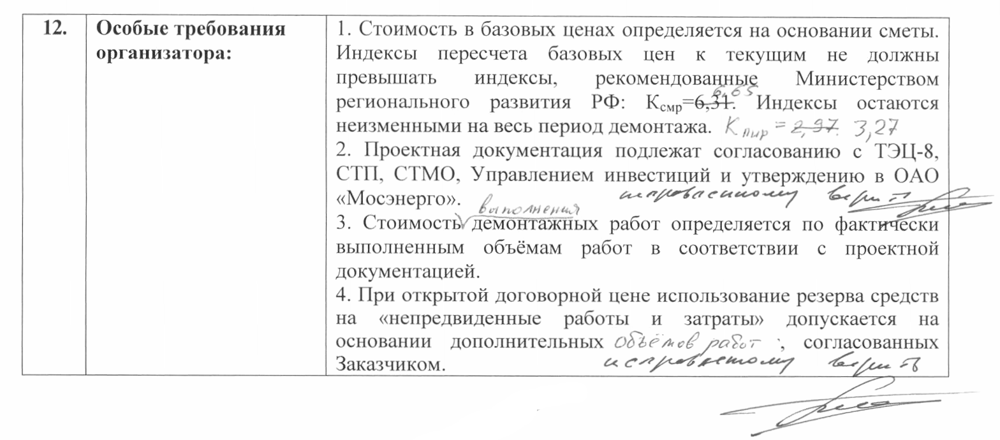 12.
Особые требования
организатора:
1. Стоимость в базовых ценах определяется на основании сметы.
Индексы пересчета базовых цен к текущим не должны
превышать индексы, рекомендованные Министерством
6,65
регионального развития РФ: Ксмр=6,31. Индексы остаются
неизменными на весь период демонтажа. Кпир = 2,97. 3,27
2. Проектная документация подлежат согласованию с ТЭЦ-8,
СТП, СТМО, Управлением инвестиций и утверждению в ОАО
«Мосэнерго». исправленному верить
выполнения
3. Стоимость демонтажных работ определяется по фактически
выполненным объёмам работ в соответствии с проектной
документацией.
4. При открытой договорной цене использование резерва средств
на «непредвиденные работы и затраты» допускается на
основании дополнительных объёмов работ, согласованных
Заказчиком. исправленному верить